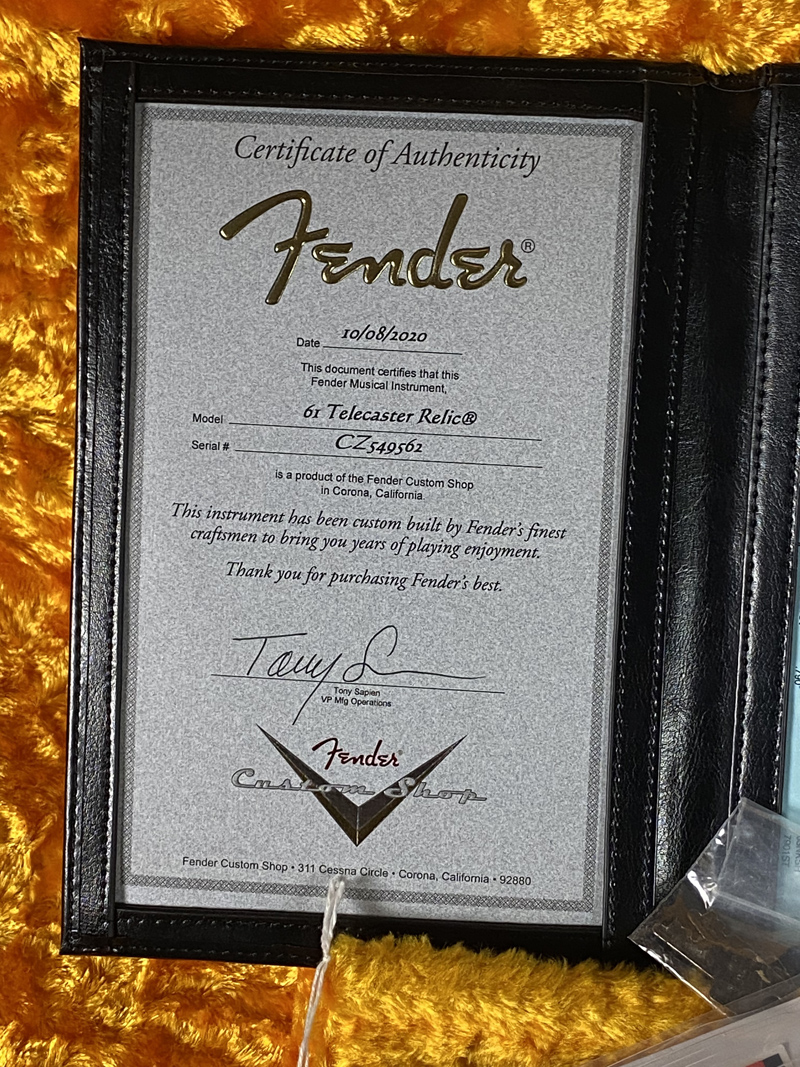 Certificate of Authenticity
Fender®
Date 10/08/2020
This document certifies that this
Fender Musical Instrument,
Model 61 Telecaster Relic®
Serial # CZ549562
is a product of the Fender Custom Shop
in Corona, California
This instrument has been custom built by Fender's finest
craftsmen to bring you years of playing enjoyment.
Thank you for purchasing Fender's best.
Tony S
Tony Sapien
VP Mfg Operations
Fender®
Custom Shop
Fender Custom Shop • 311 Cessna Circle • Corona, California • 92880